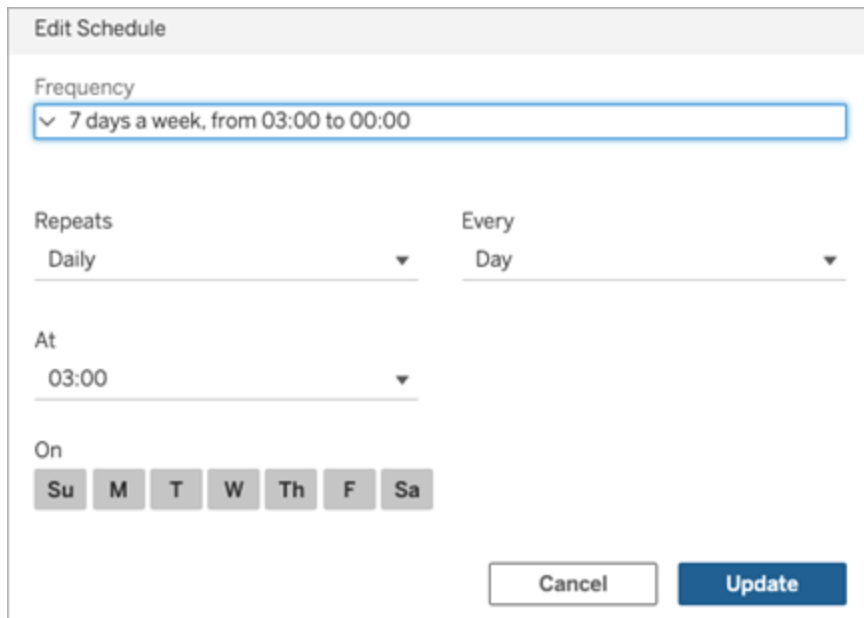 Edit Schedule
Frequency
7 days a week, from 03:00 to 00:00
Repeats
Every
Daily
Day
At
03:00
On
Su M T W Th F Sa
Cancel
Update